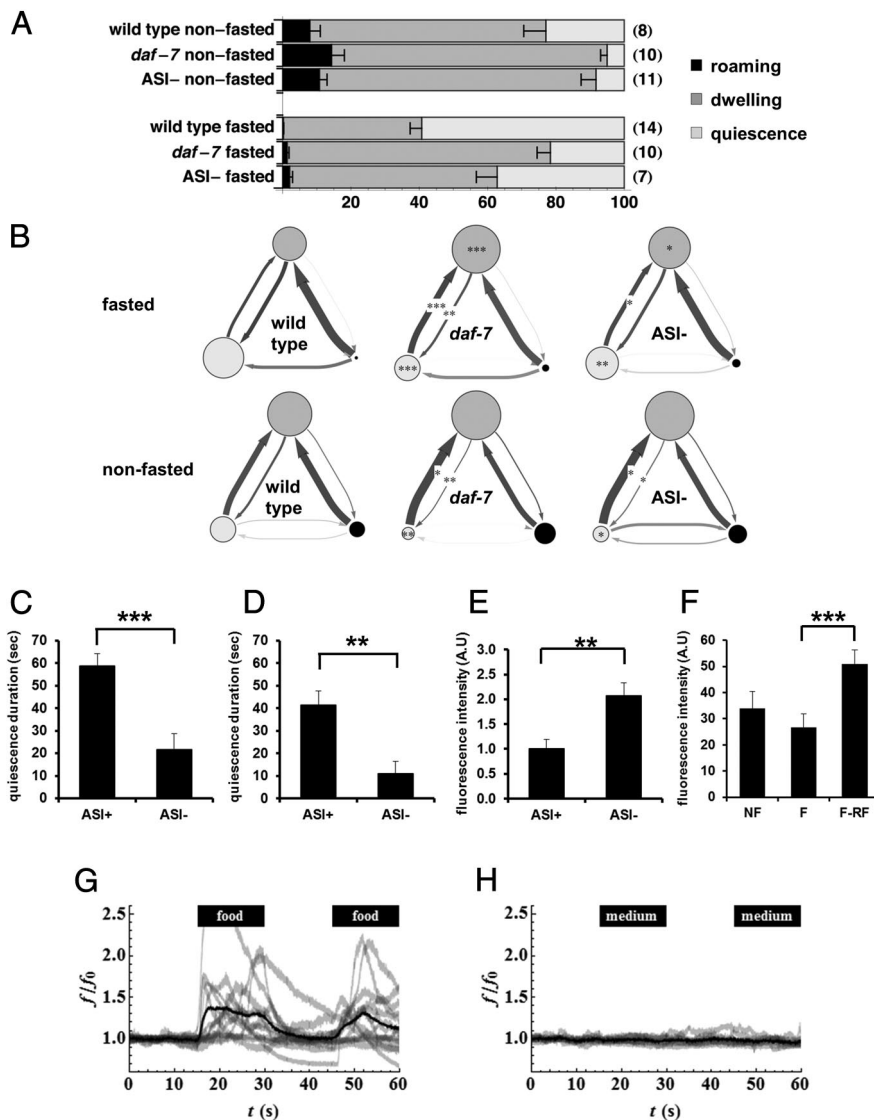 A
wild type non-fasted
(8)
daf-7 non-fasted
(10)
ASI– non-fasted
(11)
wild type fasted
(14)
daf-7 fasted
(10)
ASI– fasted
(7)
20 40 60 80 100
roaming
dwelling
quiescence
B
fasted
wild
type
***
***
**
***
daf-7
*
*
**
ASI-
non-fasted
wild
type
*
**
**
daf-7
*
*
*
ASI-
C
***
quiescence duration (sec)
70
60
50
40
30
20
10
0
ASI+ ASI-
D
**
quiescence duration (sec)
70
60
50
40
30
20
10
0
ASI+ ASI-
E
**
fluorescence intensity (A.U)
3.0
2.5
2.0
1.5
1.0
0.5
0.0
ASI+ ASI-
F
***
fluorescence intensity (A.U)
60
50
40
30
20
10
0
NF F F-RF
G
food food
f/f0
2.5
2.0
1.5
1.0
0 10 20 30 40 50 60
t (s)
H
medium medium
f/f0
2.5
2.0
1.5
1.0
0 10 20 30 40 50 60
t (s)